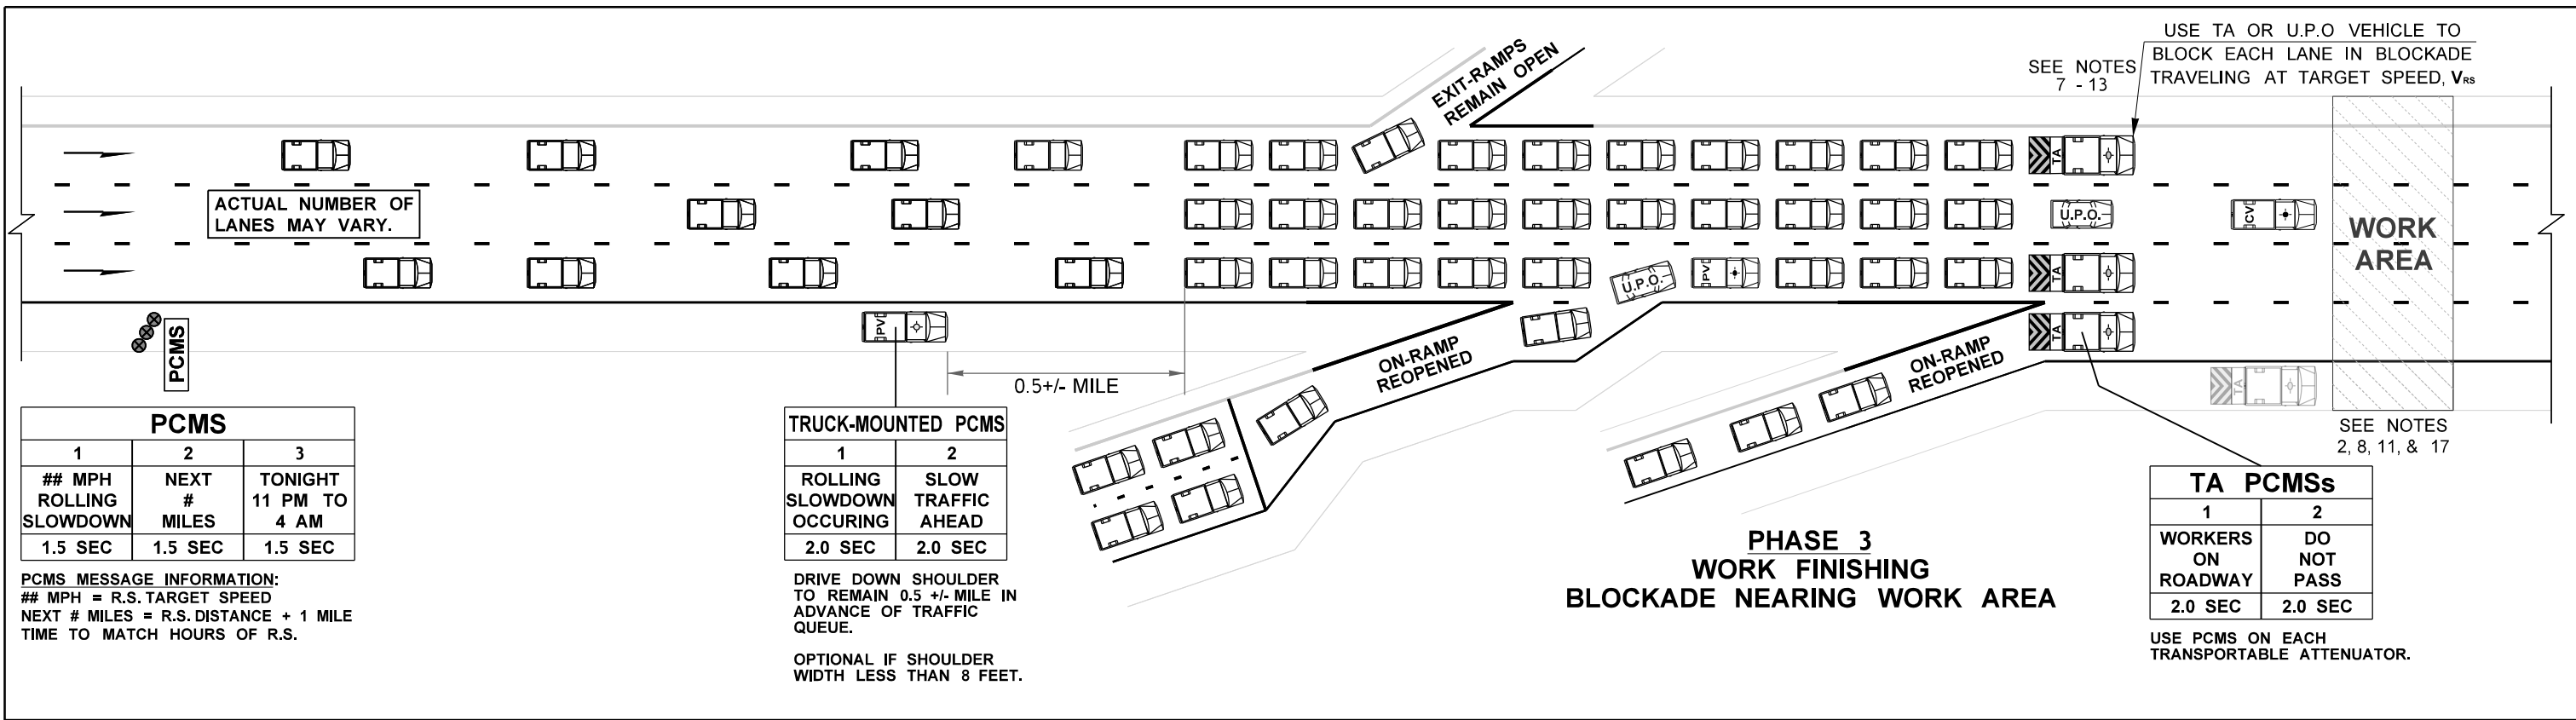 USE TA OR U.P.O VEHICLE TO
BLOCK EACH LANE IN BLOCKADE
TRAVELING AT TARGET SPEED, VRS
SEE NOTES
7 - 13
EXIT-RAMPS
REMAIN OPEN
TA
ACTUAL NUMBER OF
LANES MAY VARY.
U.P.O.
CV
WORK
AREA
U.P.O.
PV
TA
PCMS
PV
TA
0.5+/- MILE
ON-RAMP
REOPENED
ON-RAMP
REOPENED
TA
SEE NOTES
2, 8, 11, & 17
PCMS
1 2 3
## MPH NEXT TONIGHT
ROLLING # 11 PM TO
SLOWDOWN MILES 4 AM
1.5 SEC 1.5 SEC 1.5 SEC
PCMS MESSAGE INFORMATION:
## MPH = R.S. TARGET SPEED
NEXT # MILES = R.S. DISTANCE + 1 MILE
TIME TO MATCH HOURS OF R.S.
TRUCK-MOUNTED PCMS
1 2
ROLLING SLOW
SLOWDOWN TRAFFIC
OCCURING AHEAD
2.0 SEC 2.0 SEC
DRIVE DOWN SHOULDER
TO REMAIN 0.5 +/- MILE IN
ADVANCE OF TRAFFIC
QUEUE.
OPTIONAL IF SHOULDER
WIDTH LESS THAN 8 FEET.
PHASE 3
WORK FINISHING
BLOCKADE NEARING WORK AREA
TA PCMSs
1 2
WORKERS DO
ON NOT
ROADWAY PASS
2.0 SEC 2.0 SEC
USE PCMS ON EACH
TRANSPORTABLE ATTENUATOR.